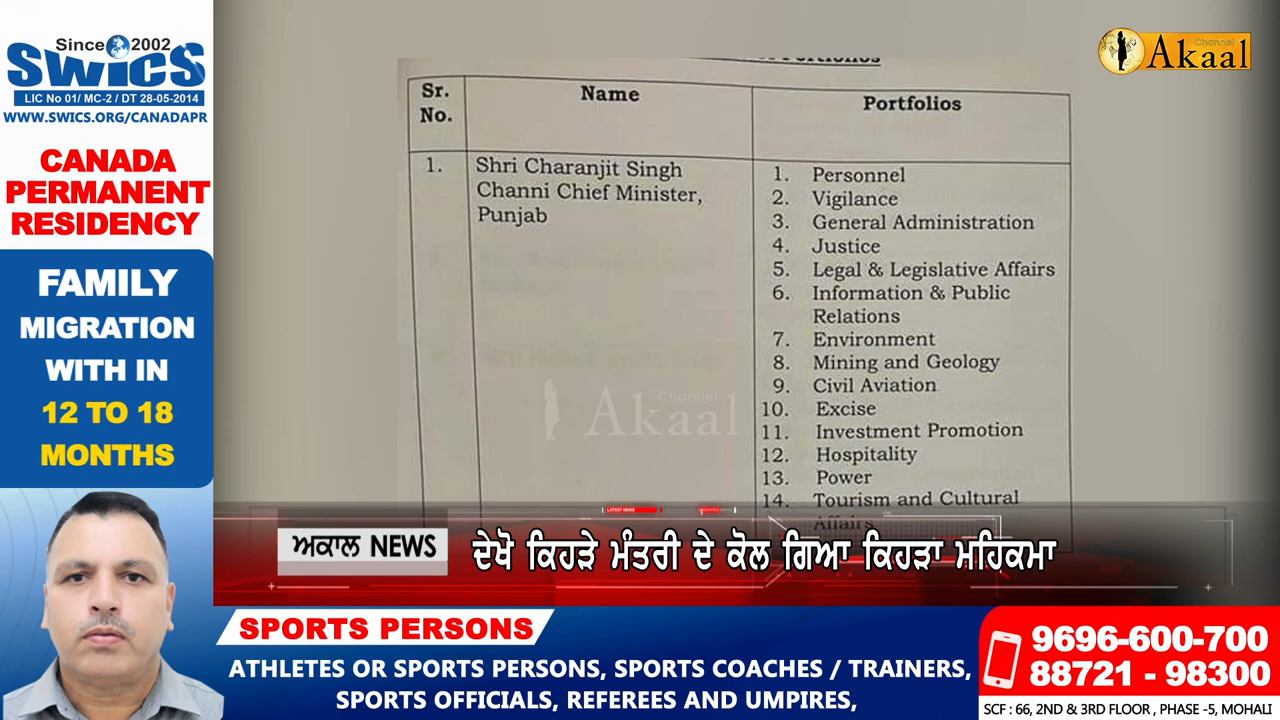 Since 2002
SWICS
LIC No 01/ MC-2 / DT 28-05-2014
WWW.SWICS.ORG/CANADAPR
CANADA
PERMANENT
RESIDENCY
FAMILY
MIGRATION
WITH IN
12 TO 18
MONTHS
Channel
Akaal
Portfolios
Sr.
No.
Name
Portfolios
1.
Shri Charanjit Singh
Channi Chief Minister,
Punjab
1. Personnel
2. Vigilance
3. General Administration
4. Justice
5. Legal & Legislative Affairs
6. Information & Public
Relations
7. Environment
8. Mining and Geology
9. Civil Aviation
10. Excise
11. Investment Promotion
12. Hospitality
13. Power
14. Tourism and Cultural
Affairs
Channel
Akaal
LATEST NEWS
ਅਕਾਲ NEWS
ਦੇਖੋ ਕਿਹੜੇ ਮੰਤਰੀ ਦੇ ਕੋਲ ਗਿਆ ਕਿਹੜਾ ਮਹਿਕਮਾ
SPORTS PERSONS
ATHLETES OR SPORTS PERSONS, SPORTS COACHES / TRAINERS,
SPORTS OFFICIALS, REFEREES AND UMPIRES,
9696-600-700
88721 - 98300
SCF : 66, 2ND & 3RD FLOOR , PHASE -5, MOHALI